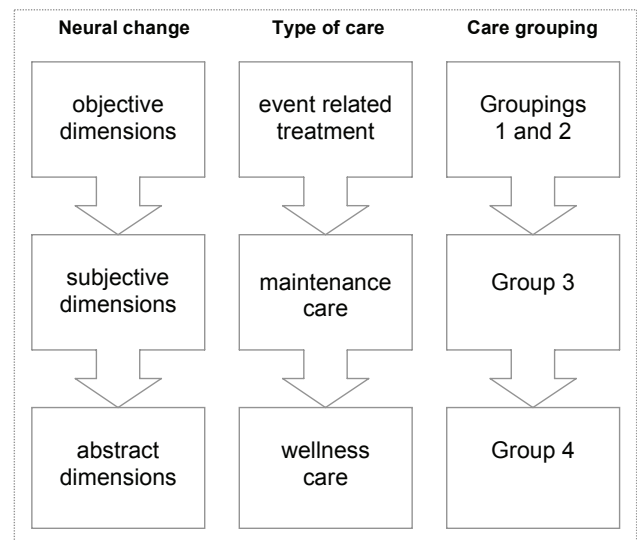 Neural change
Type of care
Care grouping
objective
dimensions
event related
treatment
Groupings
1 and 2
subjective
dimensions
maintenance
care
Group 3
abstract
dimensions
wellness
care
Group 4